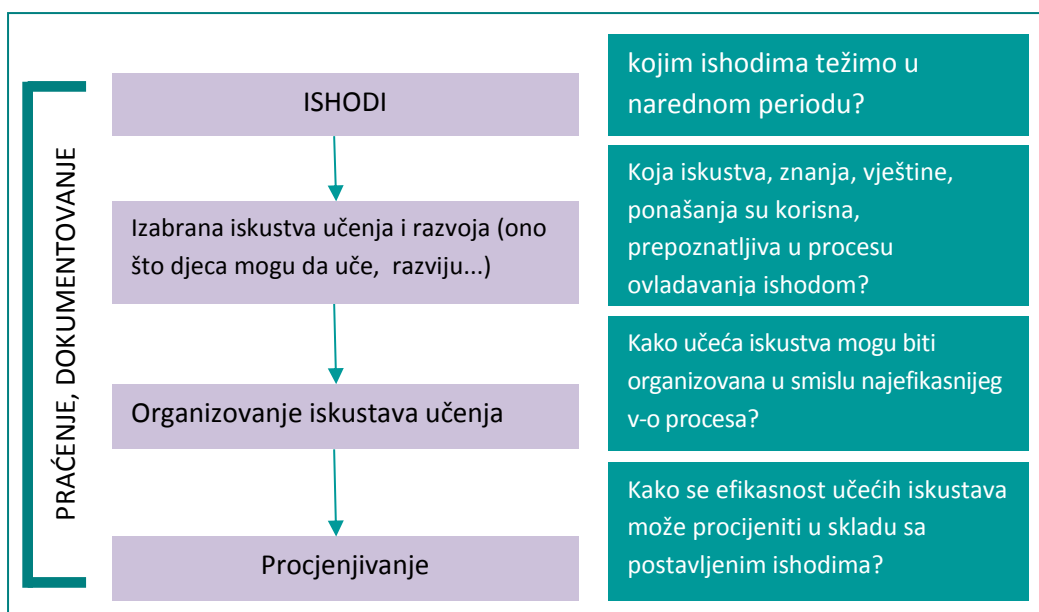 PRAĆENJE, DOKUMENTOVANJE
ISHODI
kojim ishodima težimo u
narednom periodu?
Izabrana iskustva učenja i razvoja (ono
što djeca mogu da uče, razviju...)
Koja iskustva, znanja, vještine,
ponašanja su korisna,
prepoznatljiva u procesu
ovladavanja ishodom?
Organizovanje iskustava učenja
Kako učeća iskustva mogu biti
organizovana u smislu najefikasnijeg
v-o procesa?
Procjenjivanje
Kako se efikasnost učećih iskustava
može procijeniti u skladu sa
postavljenim ishodima?